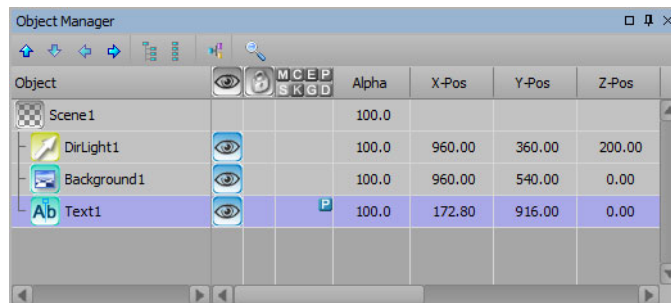 Object Manager
Object M C E P Alpha X-Pos Y-Pos Z-Pos
S K G D
Scene1 100.0
DirLight1 100.0 960.00 360.00 200.00
Background1 100.0 960.00 540.00 0.00
Ab Text1 P 100.0 172.80 916.00 0.00